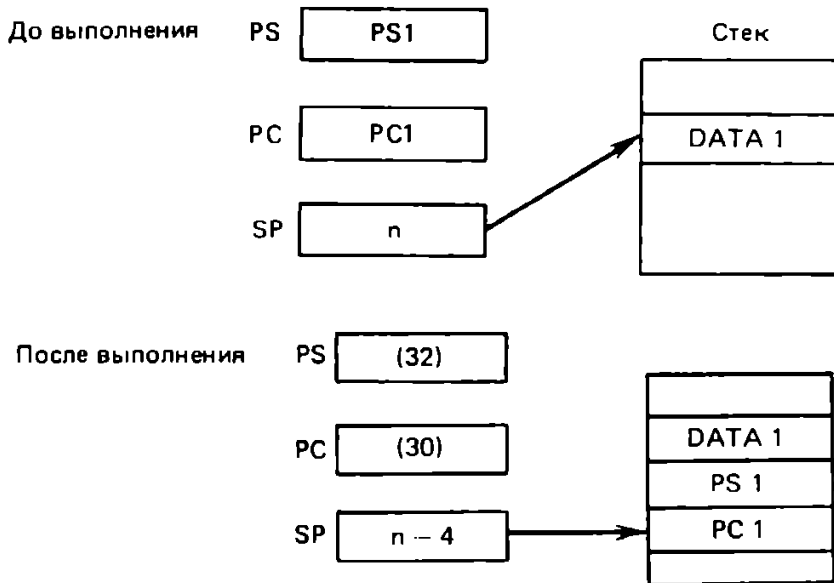 До выполнения PS PS1 Стек
PC PC1 DATA 1
SP n
После выполнения PS (32)
PC (30) DATA 1
PS 1
SP n – 4 PC 1